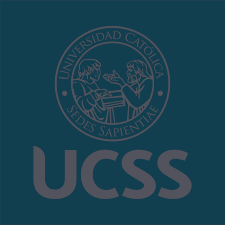 UNIVERSIDAD CATÓLICA
SEDES SAPIENTIAE
UCSS